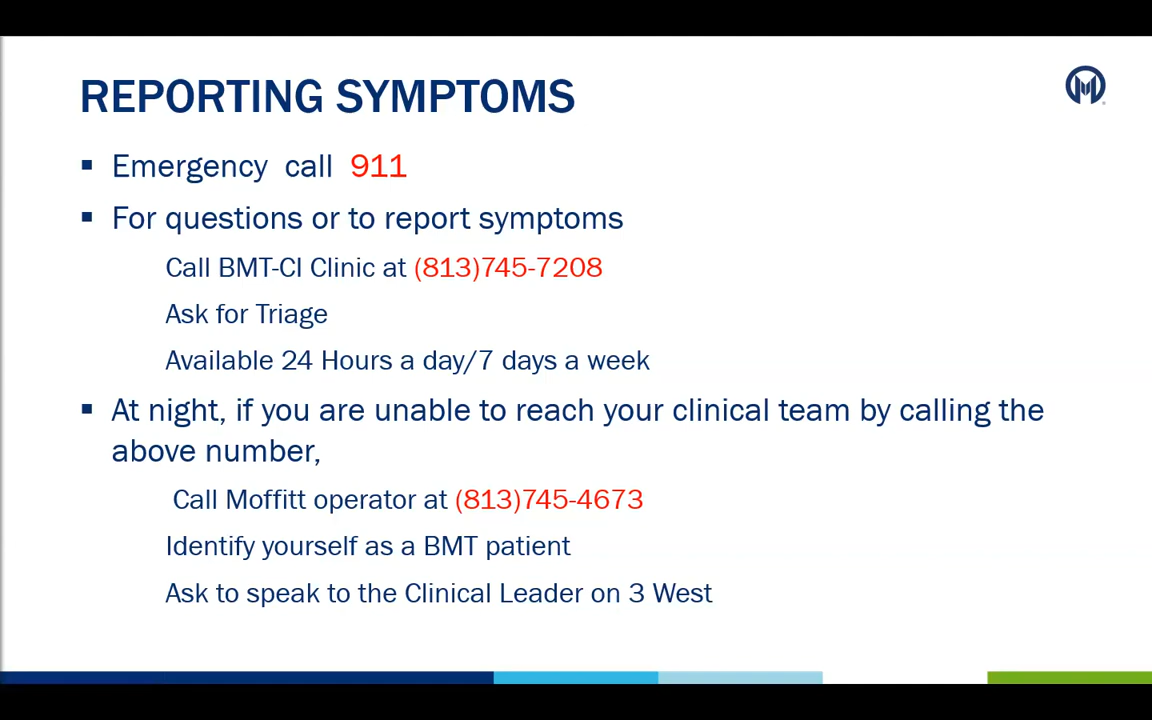 REPORTING SYMPTOMS
Emergency call 911
For questions or to report symptoms
Call BMT-CI Clinic at (813)745-7208
Ask for Triage
Available 24 Hours a day/7 days a week
At night, if you are unable to reach your clinical team by calling the
above number,
Call Moffitt operator at (813)745-4673
Identify yourself as a BMT patient
Ask to speak to the Clinical Leader on 3 West